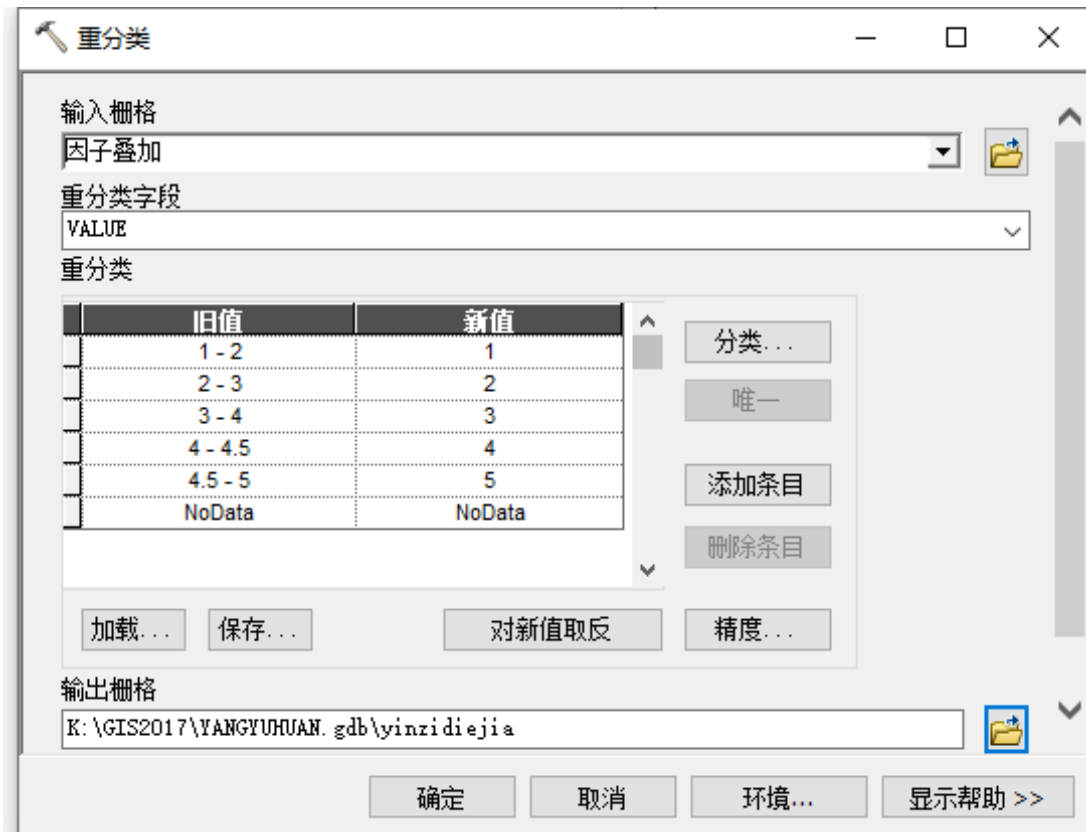 重分类
输入栅格
因子叠加
重分类字段
VALUE
重分类
旧值 新值
1 - 2 1
2 - 3 2
3 - 4 3
4 - 4.5 4
4.5 - 5 5
NoData NoData
分类...
唯一
添加条目
删除条目
加载... 保存... 对新值取反 精度...
输出栅格
K:\GIS2017\YANGYUHUAN.gdb\yinzidiejia
确定 取消 环境... 显示帮助 >>